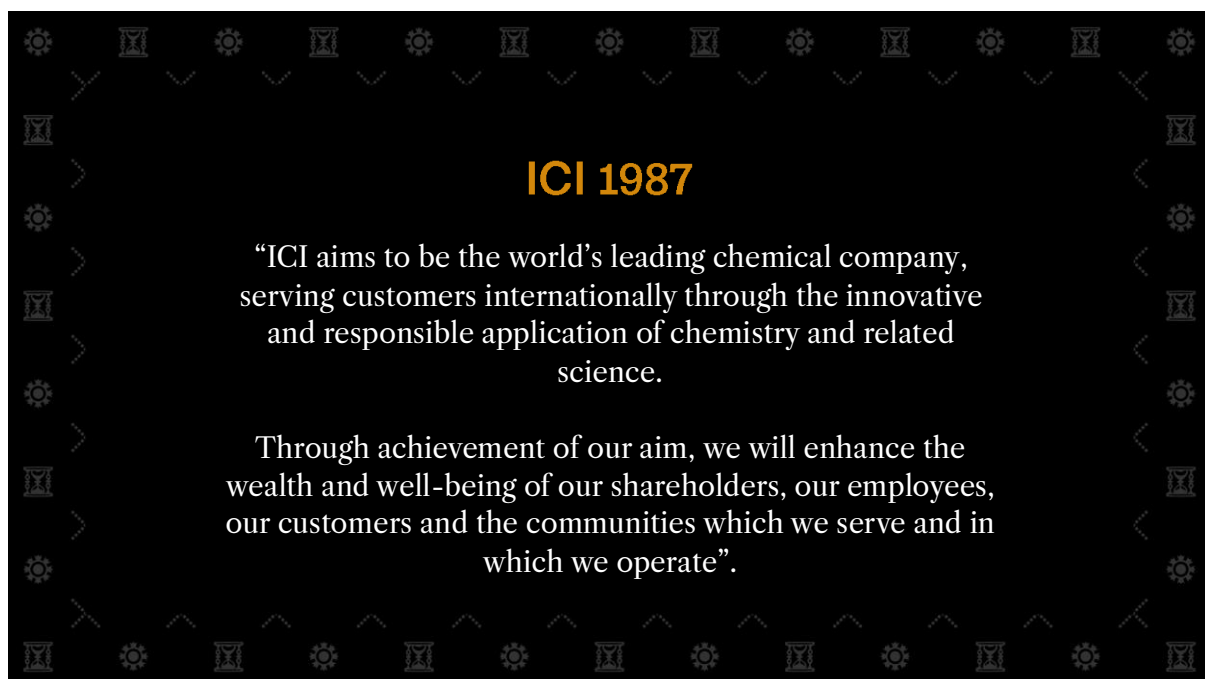 ICI 1987
“ICI aims to be the world’s leading chemical company,
serving customers internationally through the innovative
and responsible application of chemistry and related
science.
Through achievement of our aim, we will enhance the
wealth and well-being of our shareholders, our employees,
our customers and the communities which we serve and in
which we operate”.